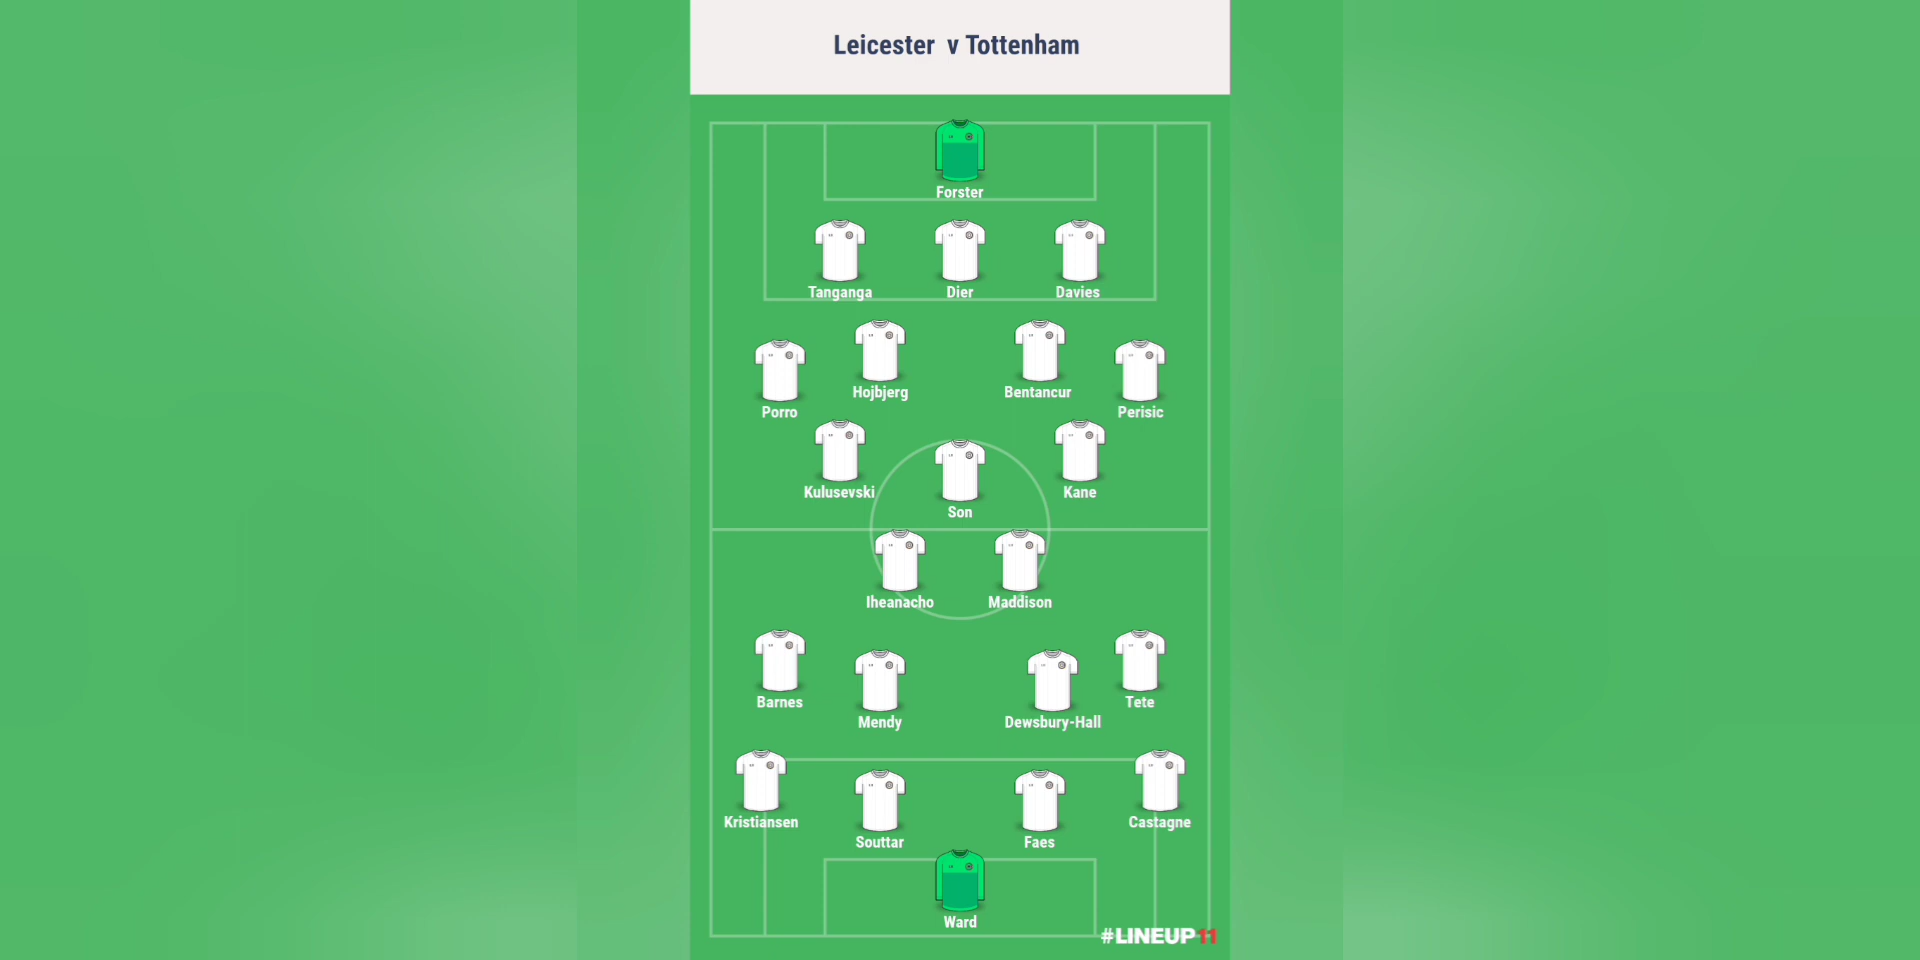 Leicester v Tottenham
Forster
Tanganga Dier Davies
Hojbjerg Bentancur
Porro Perisic
Kulusevski Kane
Son
Iheanacho Maddison
Barnes Tete
Mendy Dewsbury-Hall
Kristiansen Castagne
Souttar Faes
Ward
#LINEUP11